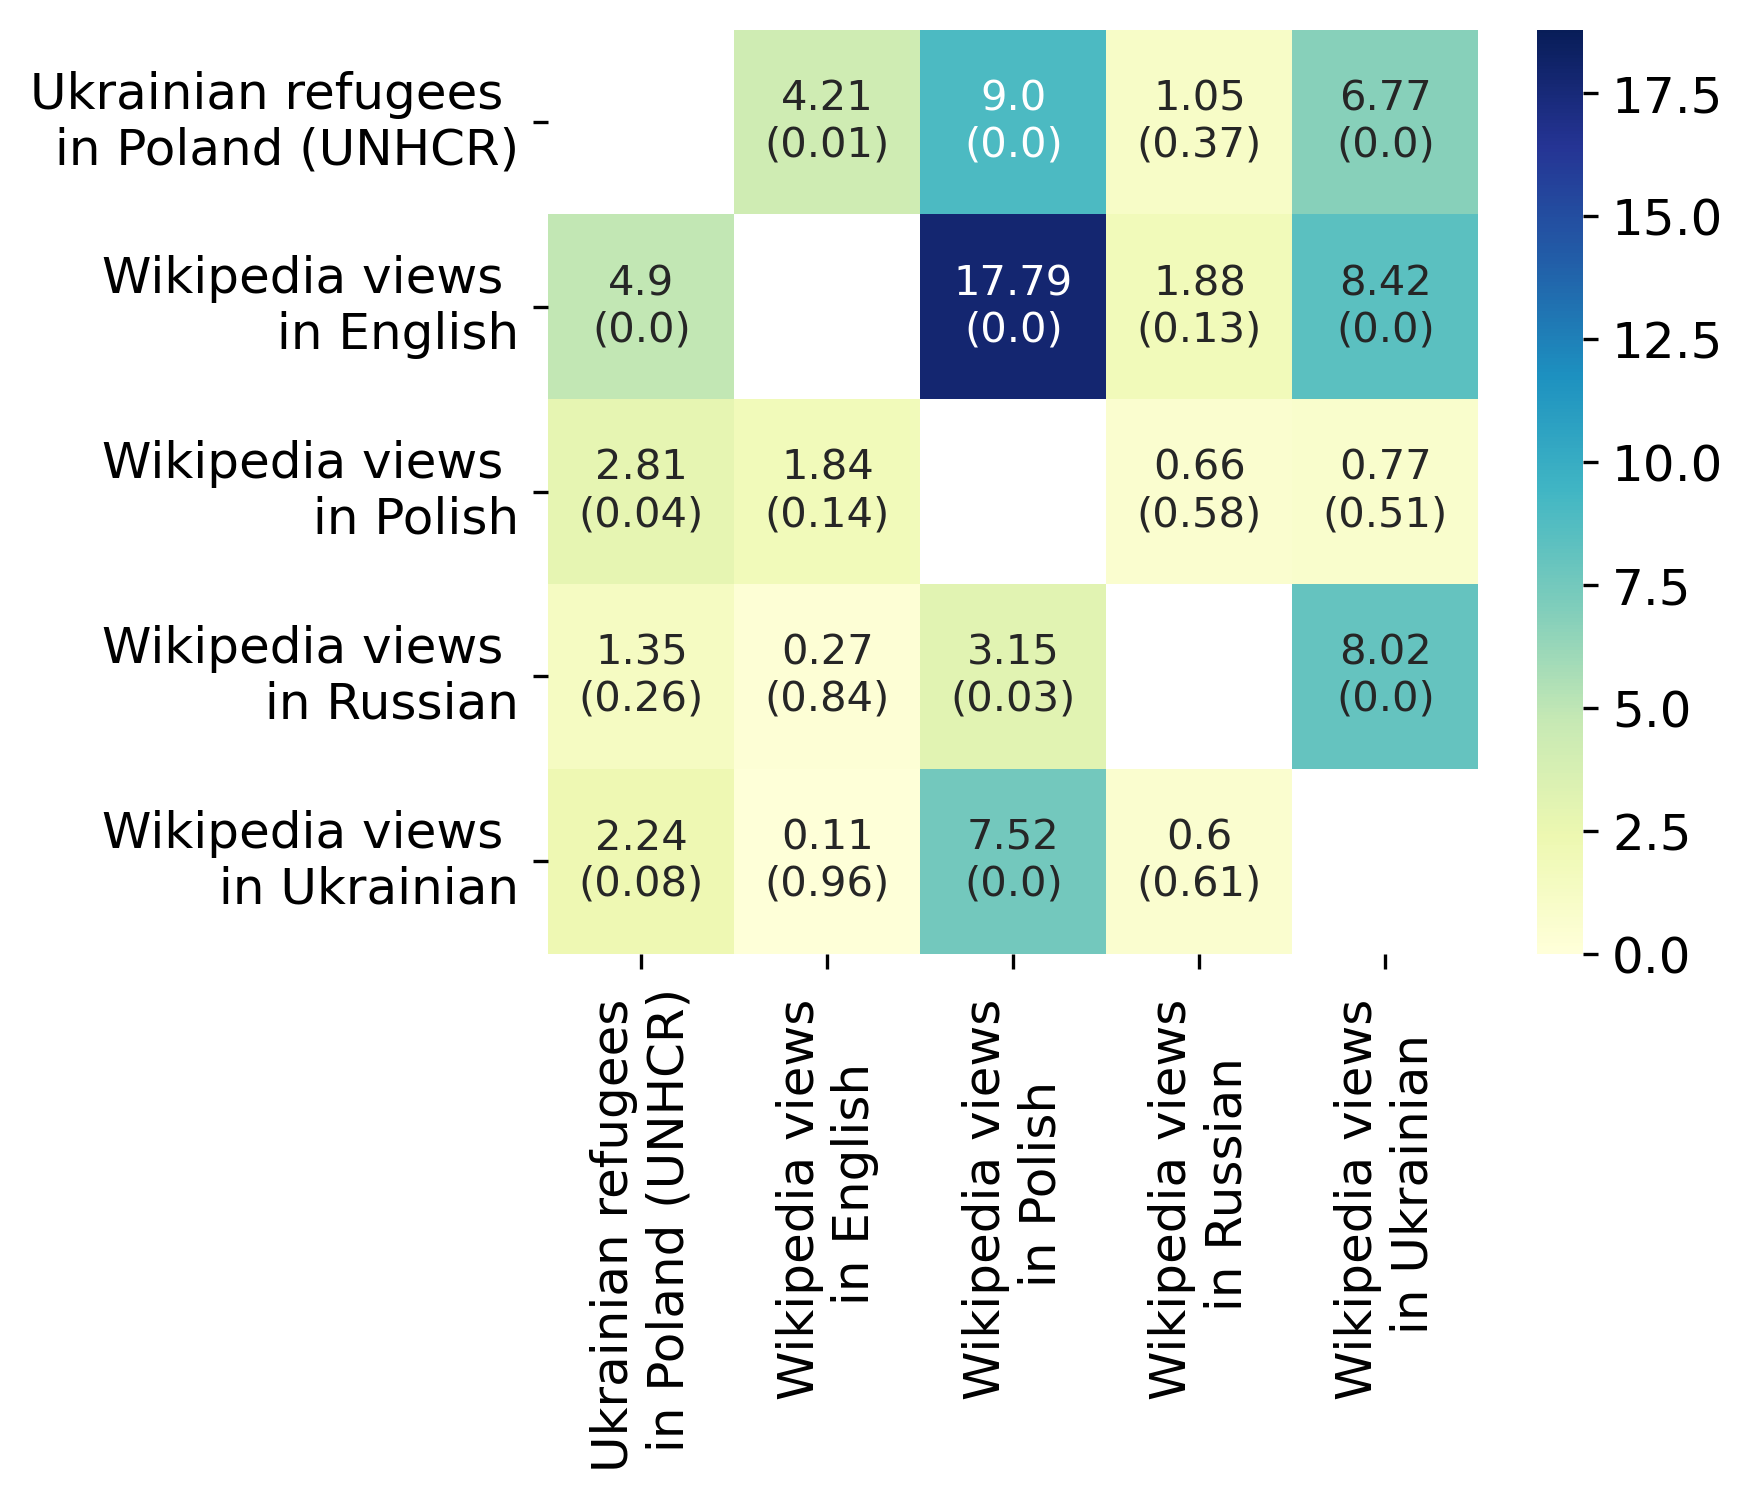 Ukrainian refugees
in Poland (UNHCR)
4.21
(0.01)
9.0
(0.0)
1.05
(0.37)
6.77
(0.0)
Wikipedia views
in English
4.9
(0.0)
17.79
(0.0)
1.88
(0.13)
8.42
(0.0)
Wikipedia views
in Polish
2.81
(0.04)
1.84
(0.14)
0.66
(0.58)
0.77
(0.51)
Wikipedia views
in Russian
1.35
(0.26)
0.27
(0.84)
3.15
(0.03)
8.02
(0.0)
Wikipedia views
in Ukrainian
2.24
(0.08)
0.11
(0.96)
7.52
(0.0)
0.6
(0.61)
Ukrainian refugees
in Poland (UNHCR)
Wikipedia views
in English
Wikipedia views
in Polish
Wikipedia views
in Russian
Wikipedia views
in Ukrainian
17.5
15.0
12.5
10.0
7.5
5.0
2.5
0.0